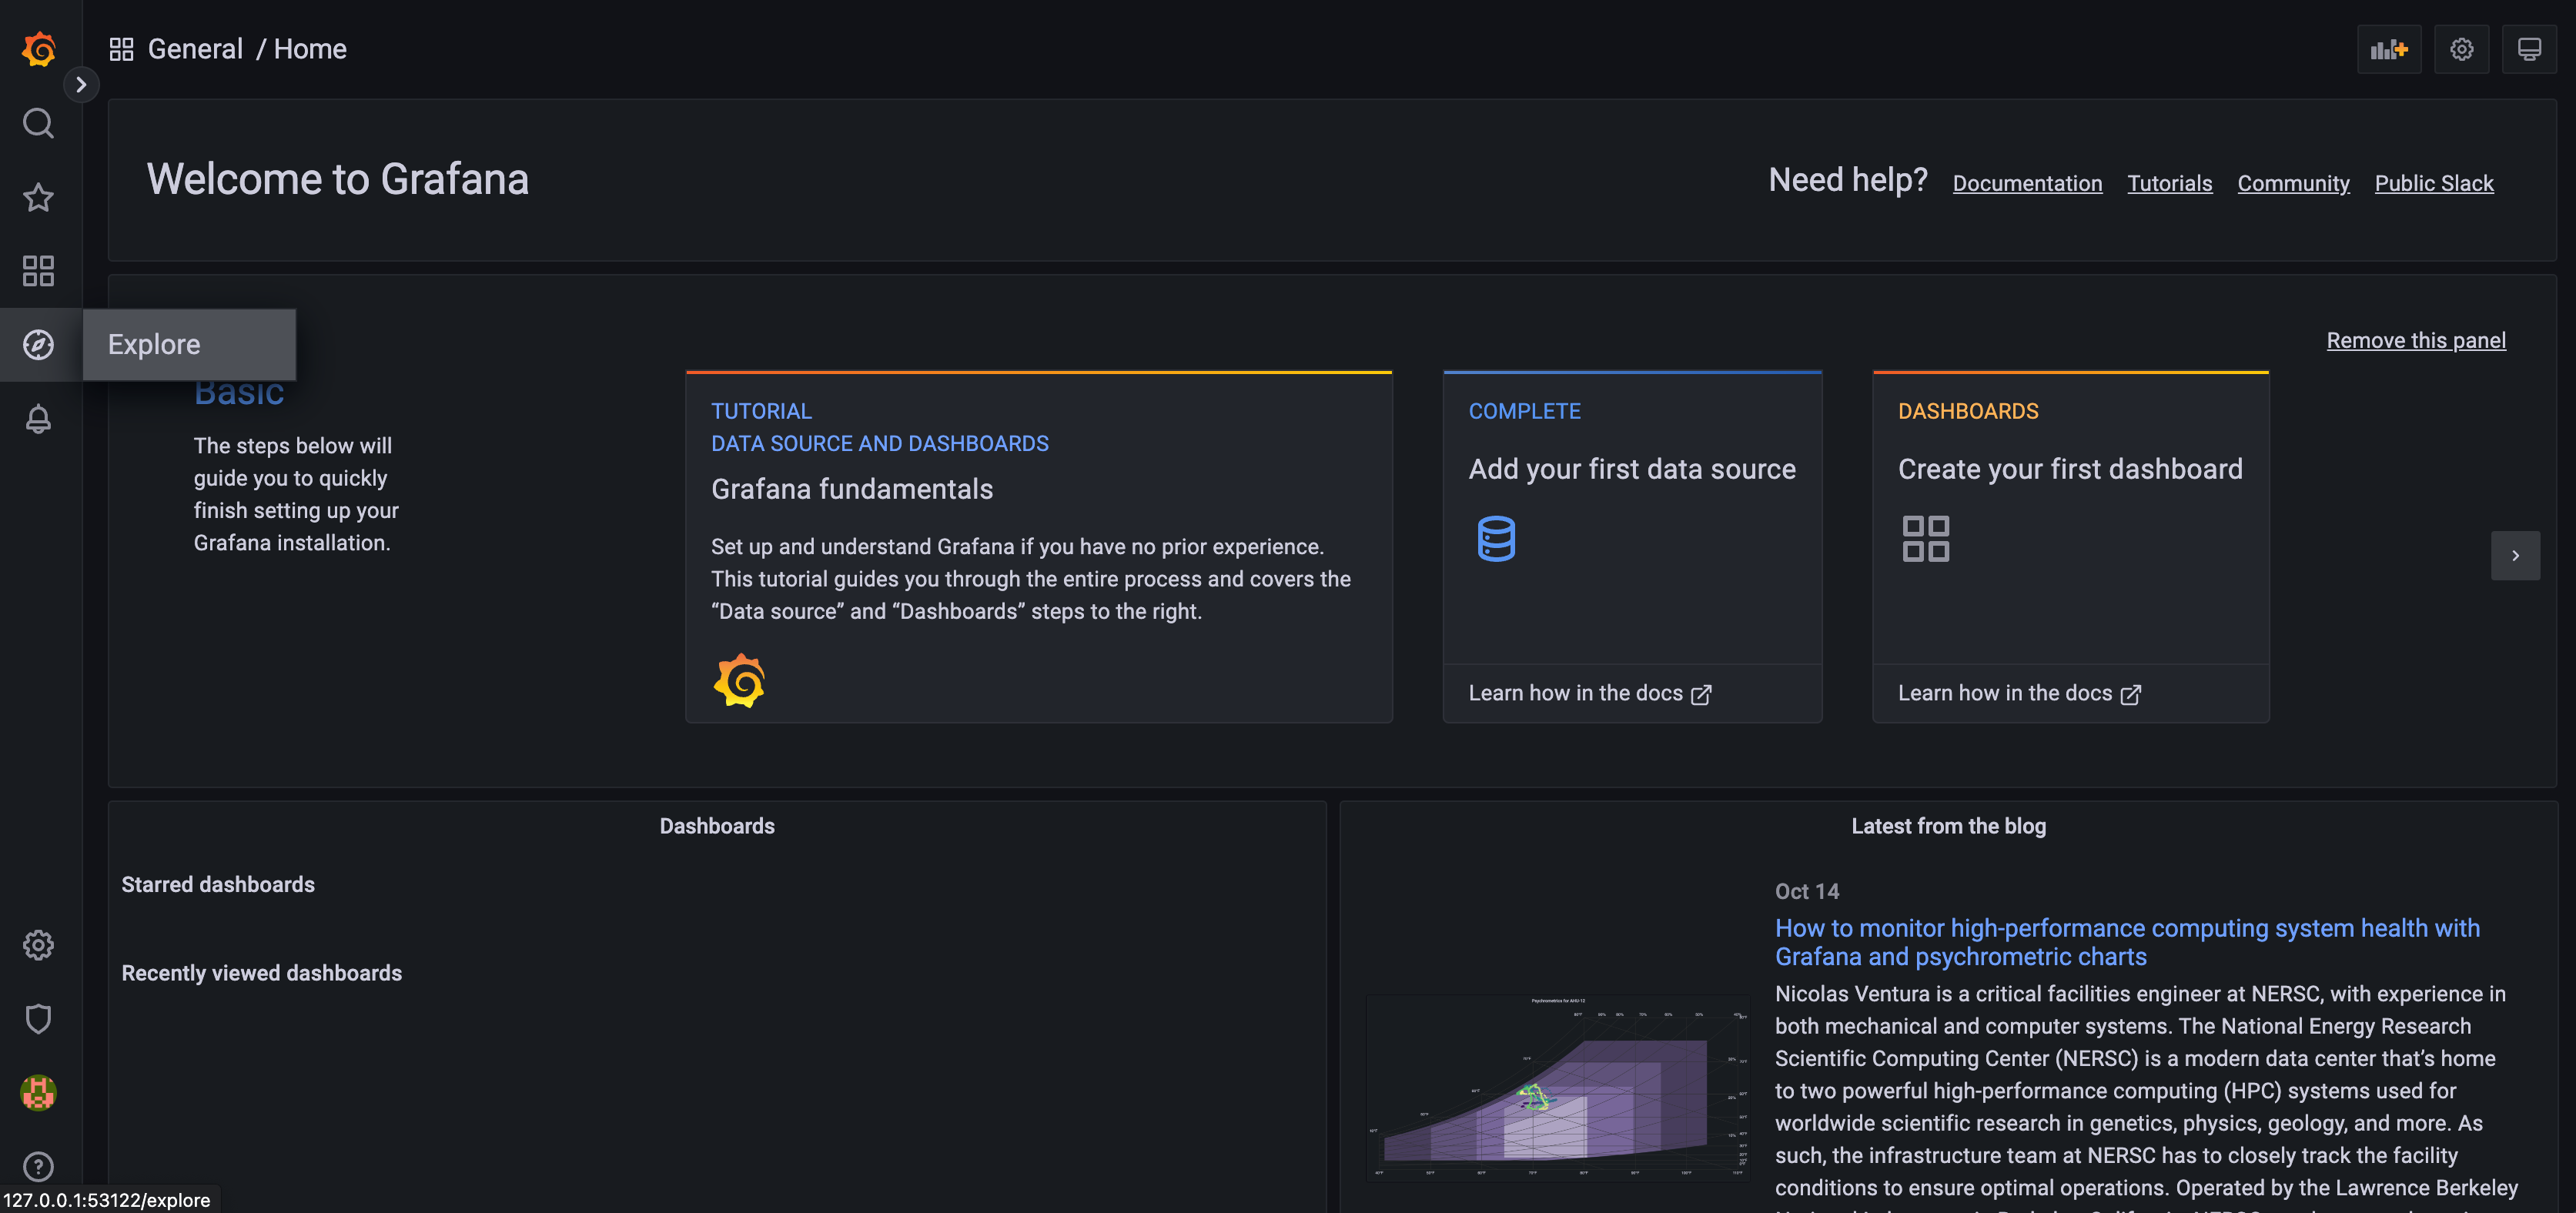 General / Home
Welcome to Grafana
Need help? Documentation Tutorials Community Public Slack
Explore
Remove this panel
Basic
The steps below will
guide you to quickly
finish setting up your
Grafana installation.
TUTORIAL
DATA SOURCE AND DASHBOARDS
Grafana fundamentals
Set up and understand Grafana if you have no prior experience.
This tutorial guides you through the entire process and covers the
“Data source” and “Dashboards” steps to the right.
COMPLETE
Add your first data source
Learn how in the docs
DASHBOARDS
Create your first dashboard
Learn how in the docs
Dashboards
Starred dashboards
Recently viewed dashboards
Latest from the blog
Oct 14
How to monitor high-performance computing system health with
Grafana and psychrometric charts
Psychrometrics for AHU-12
Nicolas Ventura is a critical facilities engineer at NERSC, with experience in
both mechanical and computer systems. The National Energy Research
Scientific Computing Center (NERSC) is a modern data center that’s home
to two powerful high-performance computing (HPC) systems used for
worldwide scientific research in genetics, physics, geology, and more. As
such, the infrastructure team at NERSC has to closely track the facility
conditions to ensure optimal operations. Operated by the Lawrence Berkeley
127.0.0.1:53122/explore